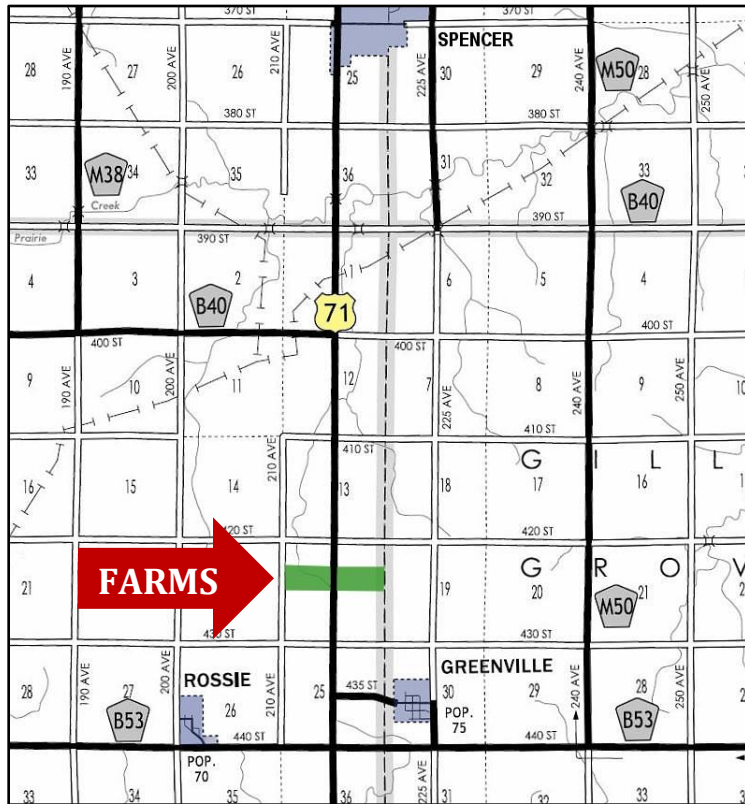 370 ST
370 ST
SPENCER
28
190 AVE
27
200 AVE
26
210 AVE
25
225 AVE
30
29
240 AVE
M50
28
250 AVE
380 ST
380 ST
33
M38
34
35
36
31
32
33
B40
Creek
Prairie
390 ST
390 ST
4
3
2
1
6
5
4
B40
71
400 ST
400 ST
400 ST
9
190 AVE
10
200 AVE
11
12
7
225 AVE
8
240 AVE
9
250 AVE
10
410 ST
210 AVE
410 ST
G I L L
16
15
14
13
18
17
16
420 ST
420 ST
FARMS
G R O V
21
19
20
M50
21
430 ST
430 ST
28
190 AVE
27
200 AVE
ROSSIE
26
210 AVE
25
435 ST
GREENVILLE
30
29
240 AVE
28
250 AVE
B53
POP.
75
B53
440 ST
440 ST
POP.
70
33
34
35
36
225 AVE
31
32
33